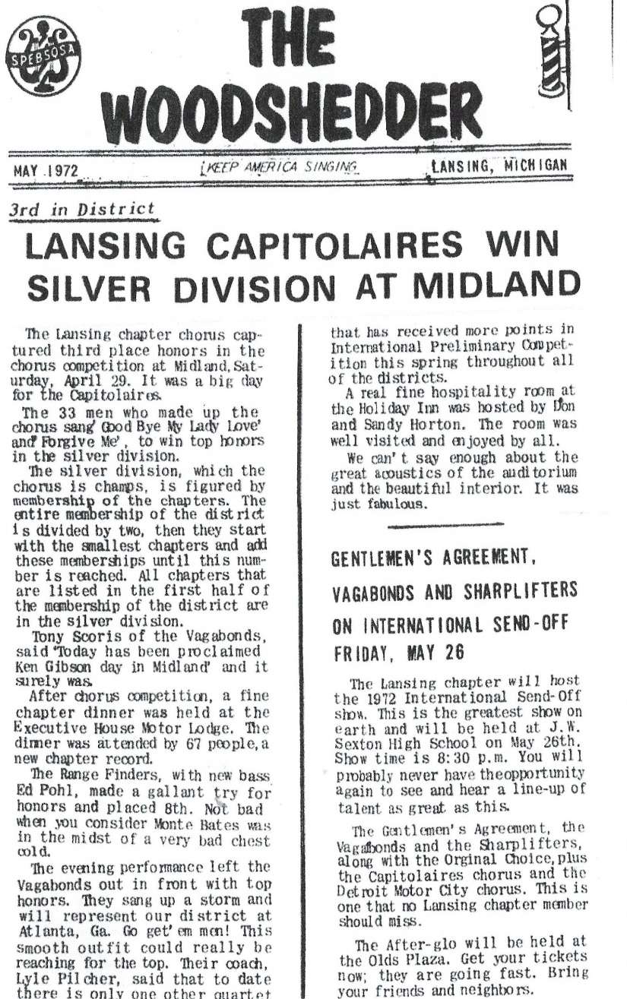 SPEBSQSA
THE
WOODSHEDDER
MAY 1972
KEEP AMERICA SINGING
LANSING, MICHIGAN
3rd in District
LANSING CAPITOLAIRES WIN
SILVER DIVISION AT MIDLAND
The Lansing chapter chorus cap-
tured third place honors in the
chorus competition at Midland, Sat-
urday, April 29. It was a big day
for the Capitolaires.
The 33 men who made up the
chorus sang 'Good Bye My Lady Love'
and 'Forgive Me', to win top honors
in the silver division.
The silver division, which the
chorus is champs, is figured by
membership of the chapters. The
entire membership of the district
is divided by two, then they start
with the smallest chapters and add
these memberships until this num-
ber is reached. All chapters that
are listed in the first half of
the membership of the district are
in the silver division.
Tony Scoris of the Vagabonds,
said 'Today has been proclaimed
Ken Gibson day in Midland' and it
surely was.
After chorus competition, a fine
chapter dinner was held at the
Executive House Motor Lodge. The
dinner was attended by 67 people, a
new chapter record.
The Range Finders, with new bass
Ed Pohl, made a gallant try for
honors and placed 8th. Not bad
when you consider Monte Bates was
in the midst of a very bad chest
cold.
The evening performance left the
Vagabonds out in front with top
honors. They sang up a storm and
will represent our district at
Atlanta, Ga. Go get'em men! This
smooth outfit could really be
reaching for the top. Their coach,
Lyle Pilcher, said that to date
there is only one other quartet
that has received more points in
International Preliminary Compet-
ition this spring throughout all
of the districts.
A real fine hospitality room at
the Holiday Inn was hosted by Don
and Sandy Horton. The room was
well visited and enjoyed by all.
We can't say enough about the
great acoustics of the auditorium
and the beautiful interior. It was
just fabulous.
GENTLEMEN'S AGREEMENT,
VAGABONDS AND SHARPLIFTERS
ON INTERNATIONAL SEND-OFF
FRIDAY, MAY 26
The Lansing chapter will host
the 1972 International Send-Off
show. This is the greatest show on
earth and will be held at J.W.
Sexton High School on May 26th.
Show time is 8:30 p.m. You will
probably never have theopportunity
again to see and hear a line-up of
talent as great as this.
The Gentlemen's Agreement, the
Vagabonds and the Sharplifters,
along with the Orginal Choice, plus
the Capitolaires chorus and the
Detroit Motor City chorus. This is
one that no Lansing chapter member
should miss.
The After-glo will be held at
the Olds Plaza. Get your tickets
now; they are going fast. Bring
your friends and neighbors.